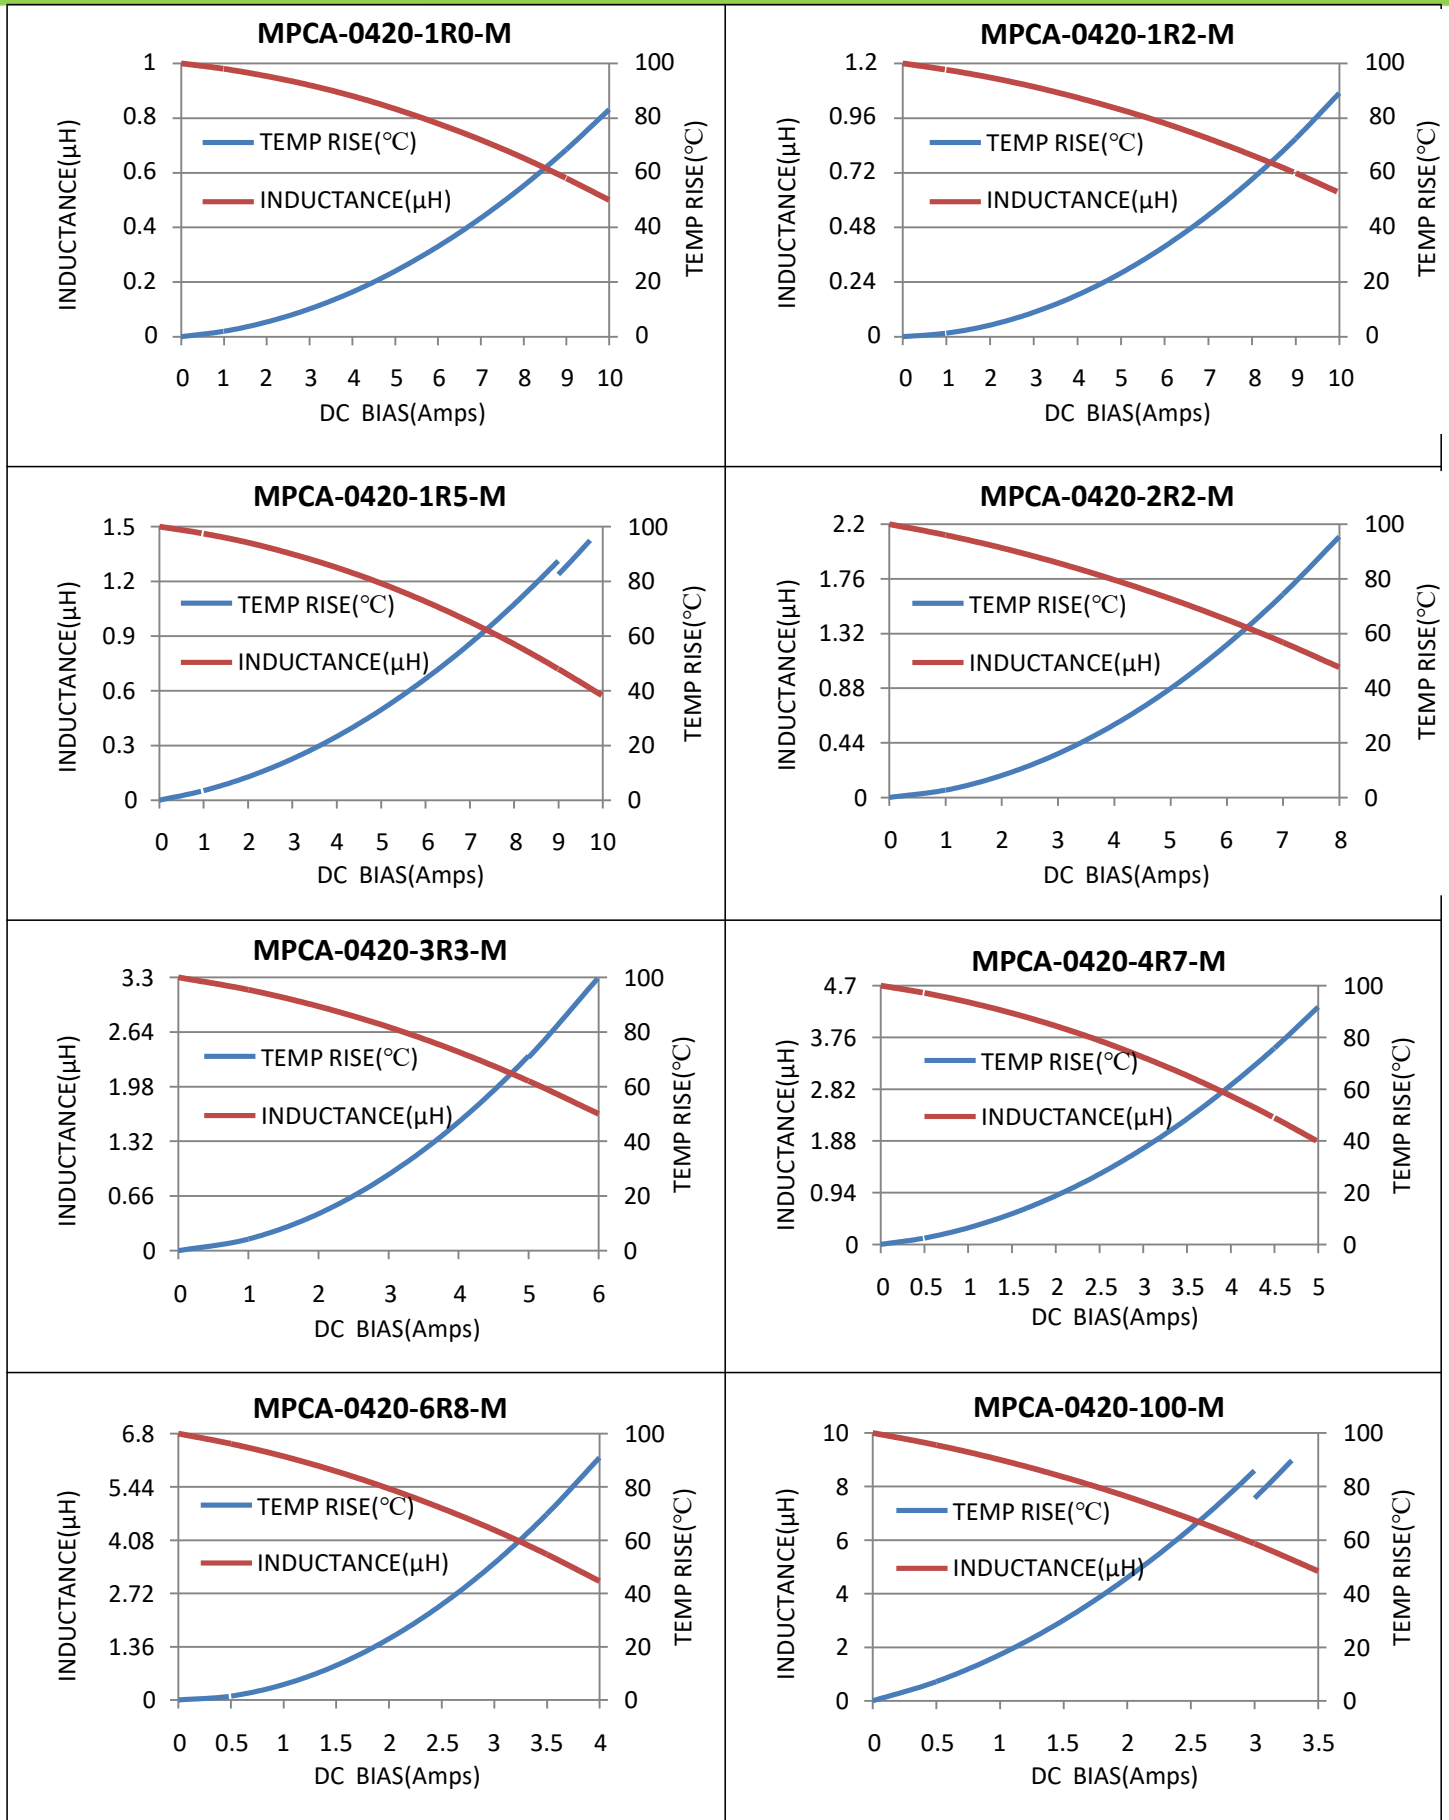 MPCA-0420-1R0-M
1 0.8 0.6 0.4 0.2 0
100 80 60 40 20 0
INDUCTANCE(μH)
TEMP RISE(℃)
TEMP RISE(℃)
INDUCTANCE(μH)
0 1 2 3 4 5 6 7 8 9 10
DC BIAS(Amps)
MPCA-0420-1R2-M
1.2 0.96 0.72 0.48 0.24 0
100 80 60 40 20 0
INDUCTANCE(μH)
TEMP RISE(℃)
TEMP RISE(℃)
INDUCTANCE(μH)
0 1 2 3 4 5 6 7 8 9 10
DC BIAS(Amps)
MPCA-0420-1R5-M
1.5 1.2 0.9 0.6 0.3 0
100 80 60 40 20 0
INDUCTANCE(μH)
TEMP RISE(℃)
TEMP RISE(℃)
INDUCTANCE(μH)
0 1 2 3 4 5 6 7 8 9 10
DC BIAS(Amps)
MPCA-0420-2R2-M
2.2 1.76 1.32 0.88 0.44 0
100 80 60 40 20 0
INDUCTANCE(μH)
TEMP RISE(℃)
TEMP RISE(℃)
INDUCTANCE(μH)
0 1 2 3 4 5 6 7 8
DC BIAS(Amps)
MPCA-0420-3R3-M
3.3 2.64 1.98 1.32 0.66 0
100 80 60 40 20 0
INDUCTANCE(μH)
TEMP RISE(℃)
TEMP RISE(℃)
INDUCTANCE(μH)
0 1 2 3 4 5 6
DC BIAS(Amps)
MPCA-0420-4R7-M
4.7 3.76 2.82 1.88 0.94 0
100 80 60 40 20 0
INDUCTANCE(μH)
TEMP RISE(℃)
TEMP RISE(℃)
INDUCTANCE(μH)
0 0.5 1 1.5 2 2.5 3 3.5 4 4.5 5
DC BIAS(Amps)
MPCA-0420-6R8-M
6.8 5.44 4.08 2.72 1.36 0
100 80 60 40 20 0
INDUCTANCE(μH)
TEMP RISE(℃)
TEMP RISE(℃)
INDUCTANCE(μH)
0 0.5 1 1.5 2 2.5 3 3.5 4
DC BIAS(Amps)
MPCA-0420-100-M
10 8 6 4 2 0
100 80 60 40 20 0
INDUCTANCE(μH)
TEMP RISE(℃)
TEMP RISE(℃)
INDUCTANCE(μH)
0 0.5 1 1.5 2 2.5 3 3.5
DC BIAS(Amps)